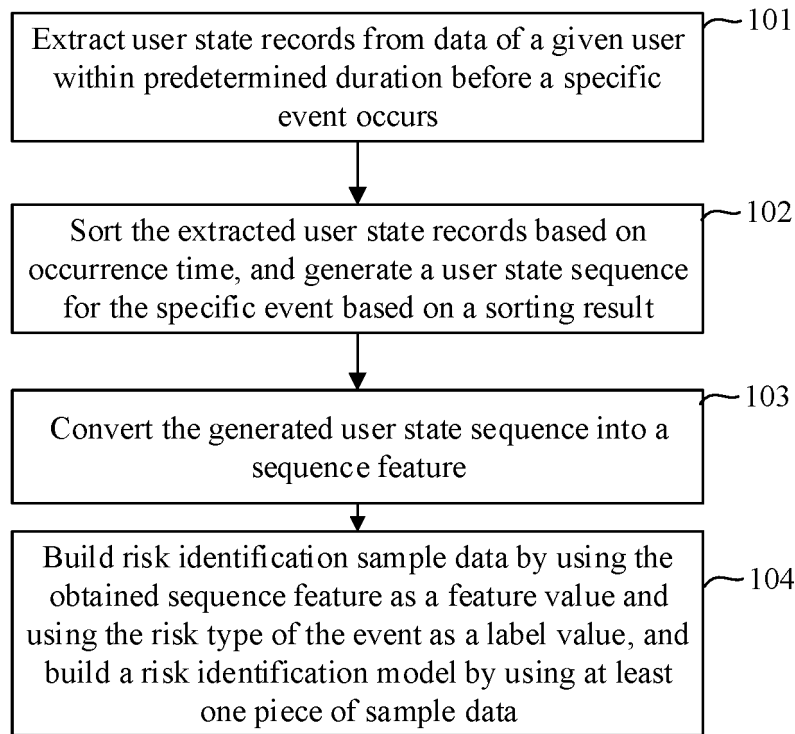 101
Extract user state records from data of a given user
within predetermined duration before a specific
event occurs
102
Sort the extracted user state records based on
occurrence time, and generate a user state sequence
for the specific event based on a sorting result
103
Convert the generated user state sequence into a
sequence feature
104
Build risk identification sample data by using the
obtained sequence feature as a feature value and
using the risk type of the event as a label value, and
build a risk identification model by using at least
one piece of sample data